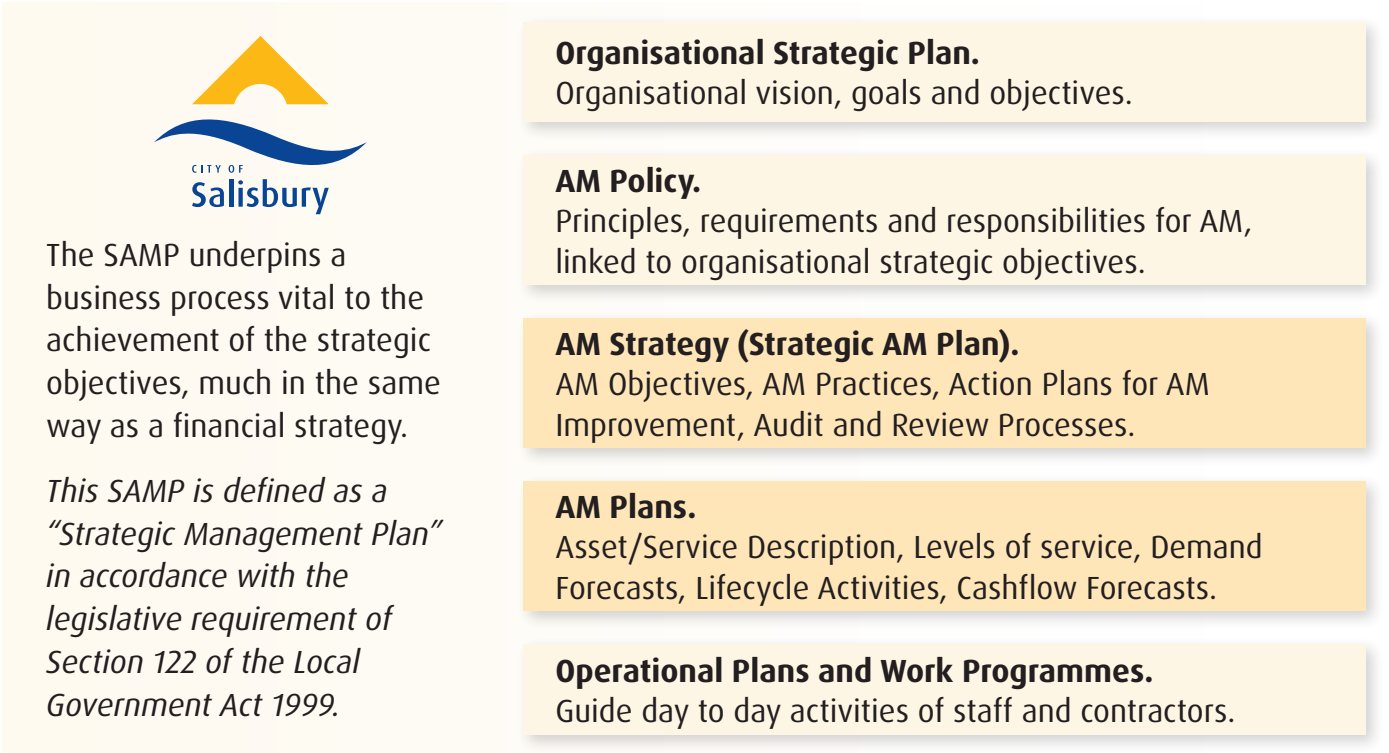 CITY OF
Salisbury
The SAMP underpins a
business process vital to the
achievement of the strategic
objectives, much in the same
way as a financial strategy.
This SAMP is defined as a
“Strategic Management Plan”
in accordance with the
legislative requirement of
Section 122 of the Local
Government Act 1999.
Organisational Strategic Plan.
Organisational vision, goals and objectives.
AM Policy.
Principles, requirements and responsibilities for AM,
linked to organisational strategic objectives.
AM Strategy (Strategic AM Plan).
AM Objectives, AM Practices, Action Plans for AM
Improvement, Audit and Review Processes.
AM Plans.
Asset/Service Description, Levels of service, Demand
Forecasts, Lifecycle Activities, Cashflow Forecasts.
Operational Plans and Work Programmes.
Guide day to day activities of staff and contractors.